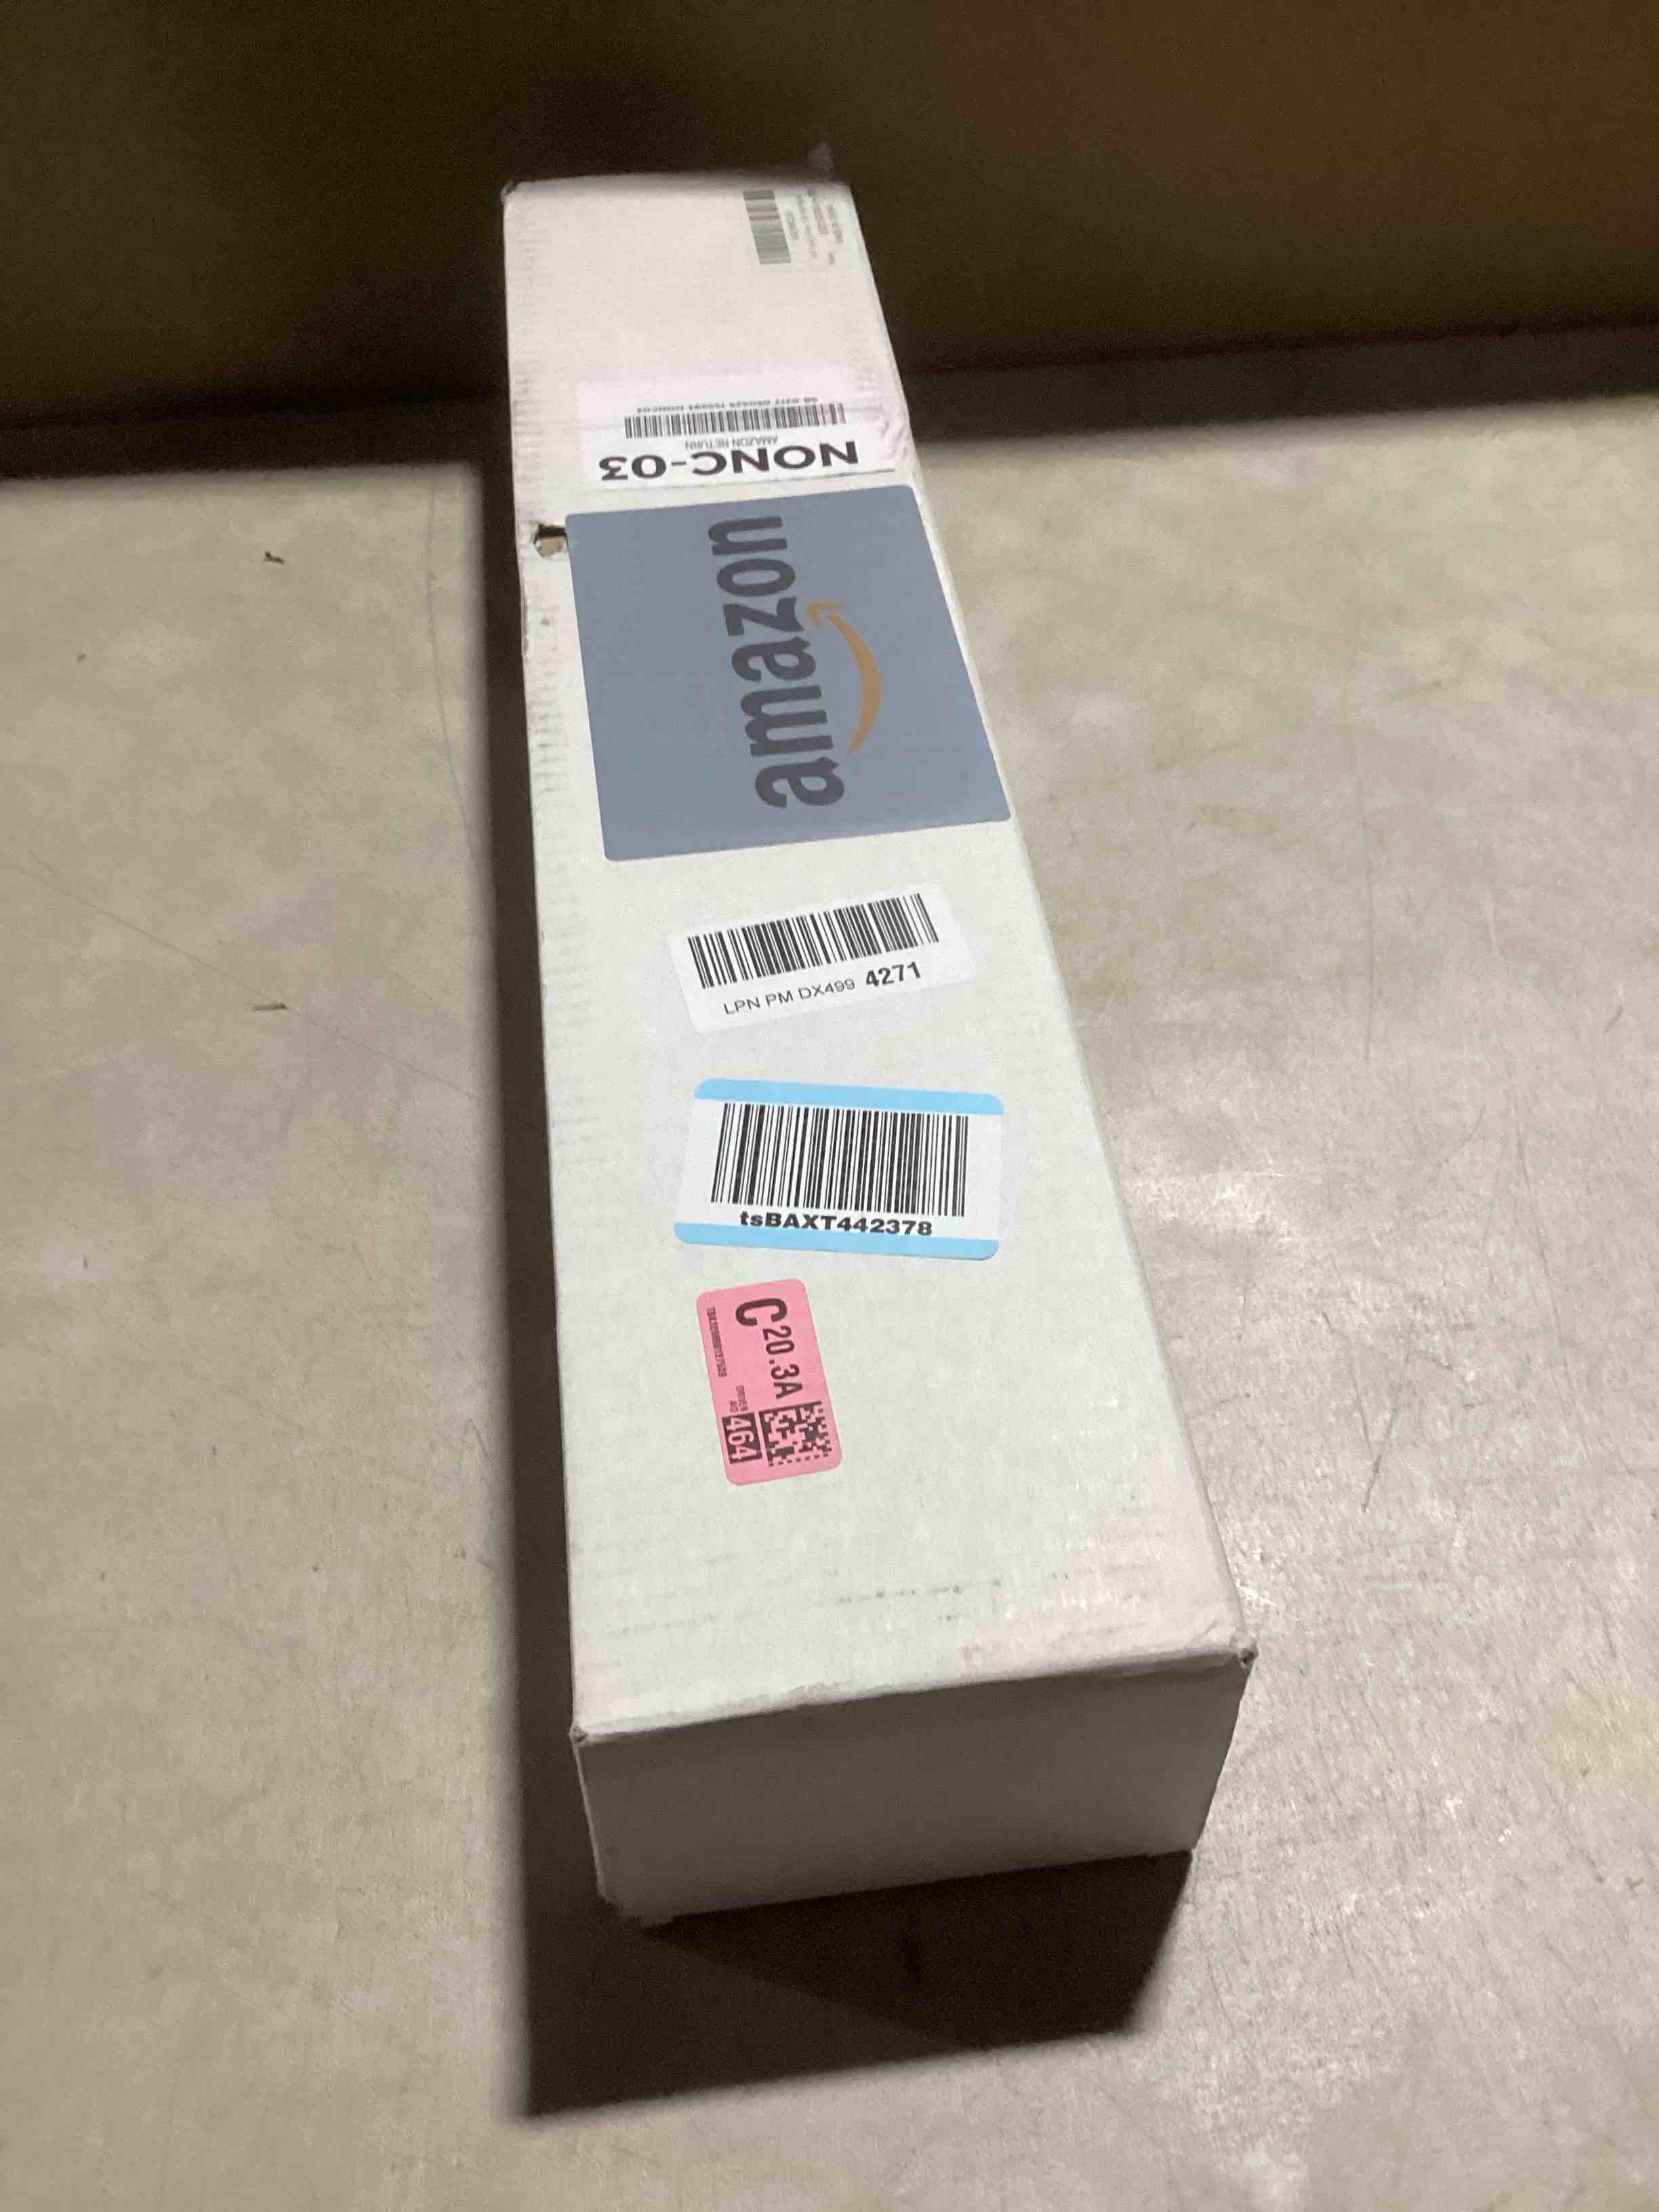 NONC-03
AMAZON RETURN
amazon
LPN PM DX499 4271
tsBAXT442378
C 20.3A
464